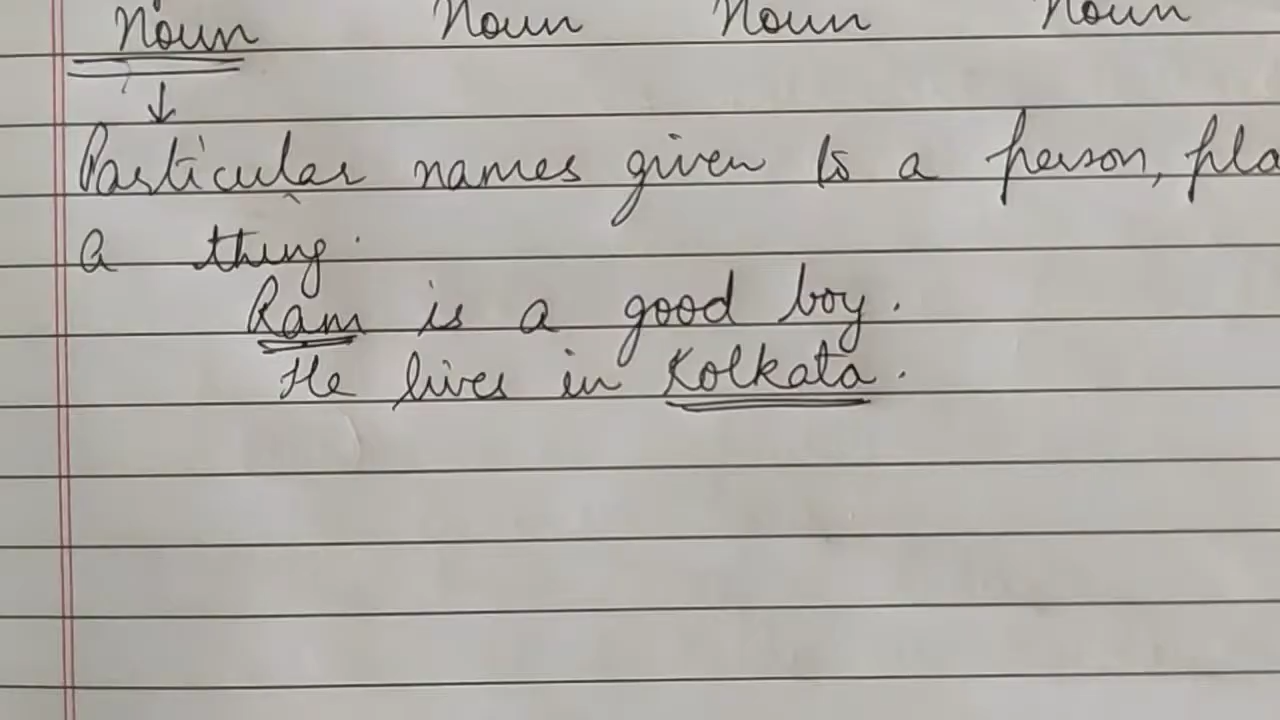 Noun Noun Noun Noun
Particular names given to a person, pla
a thing.
Ram is a good boy.
He lives in Kolkata.